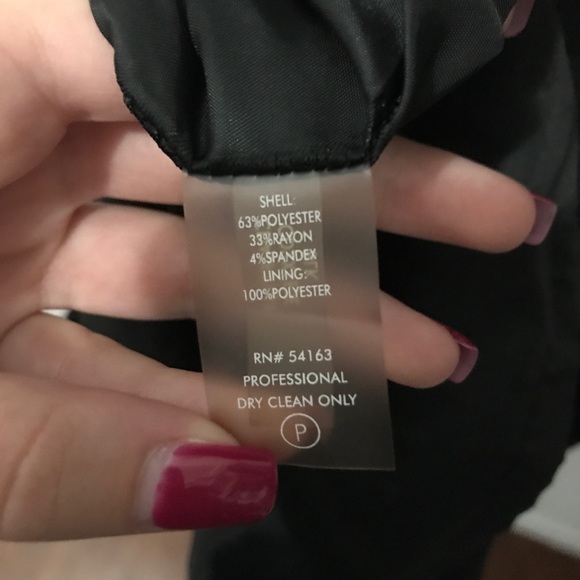 SHELL:
63%POLYESTER
33%RAYON
4%SPANDEX
LINING:
100%POLYESTER
RN# 54163
PROFESSIONAL
DRY CLEAN ONLY
P